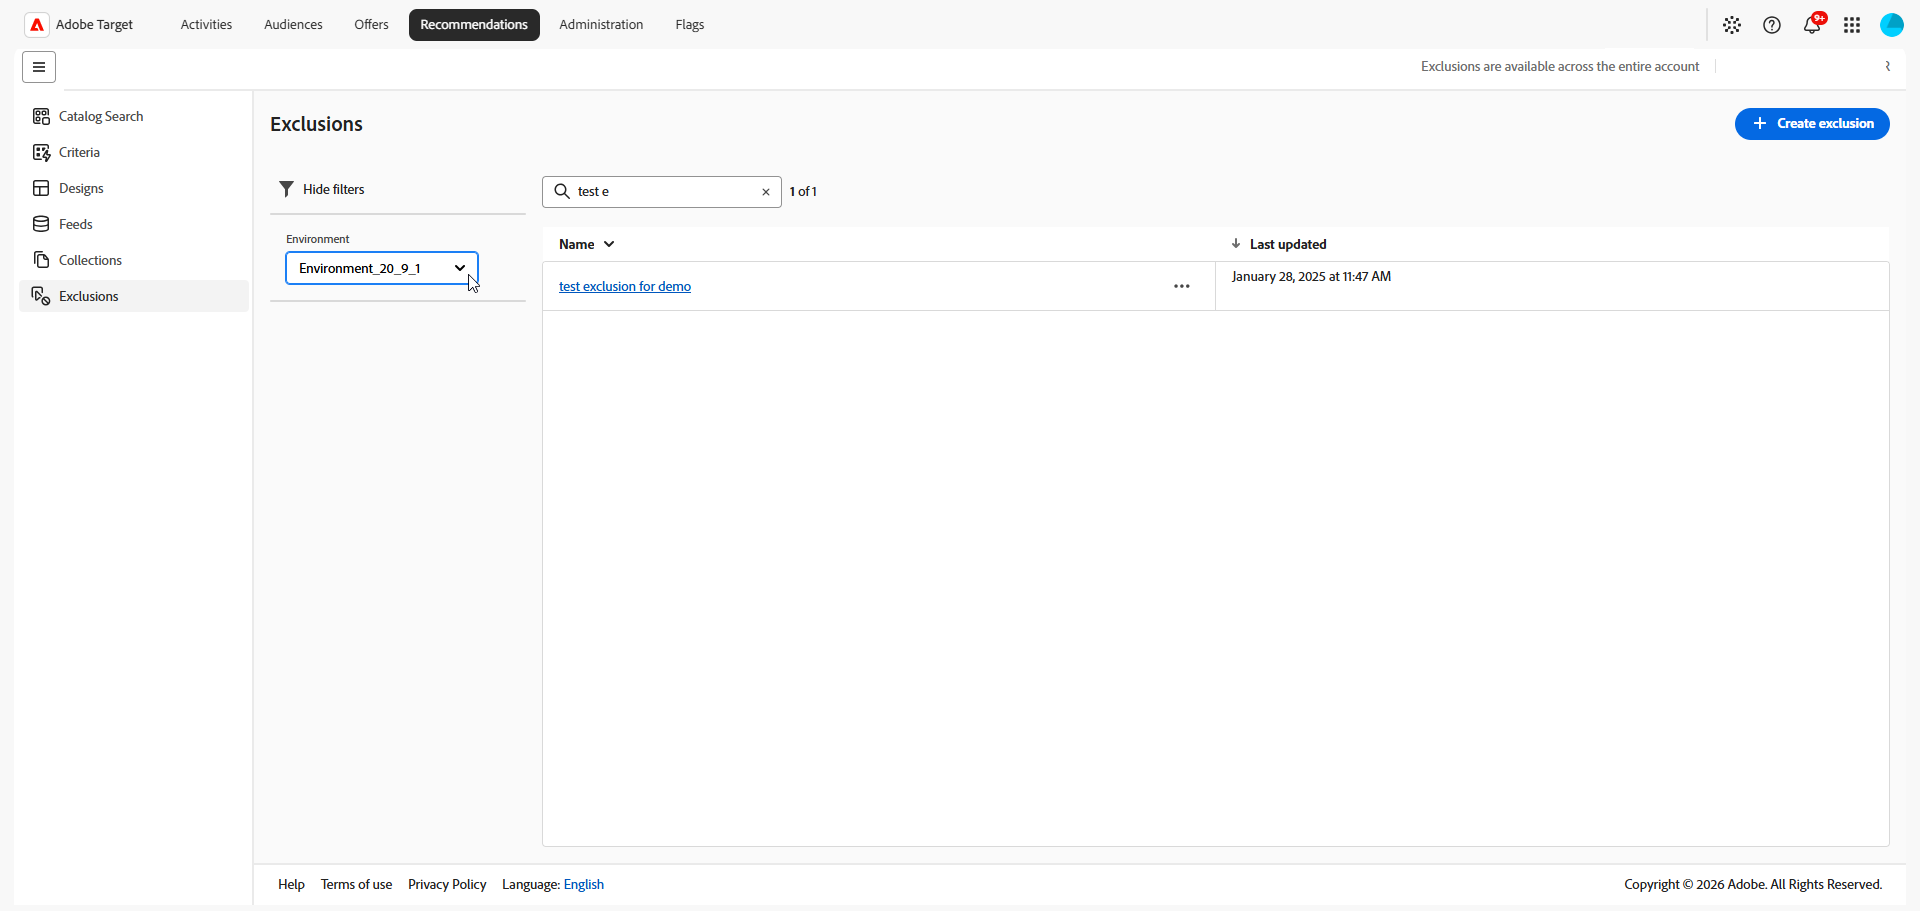 Adobe Target
Activities
Audiences
Offers
Recommendations
Administration
Flags
9+
Exclusions are available across the entire account
Catalog Search
Criteria
Designs
Feeds
Collections
Exclusions
Exclusions
Create exclusion
Hide filters
test e
1 of 1
Environment
Environment_20_9_1
Name
Last updated
test exclusion for demo
January 28, 2025 at 11:47 AM
Help
Terms of use
Privacy Policy
Language: English
Copyright © 2026 Adobe. All Rights Reserved.